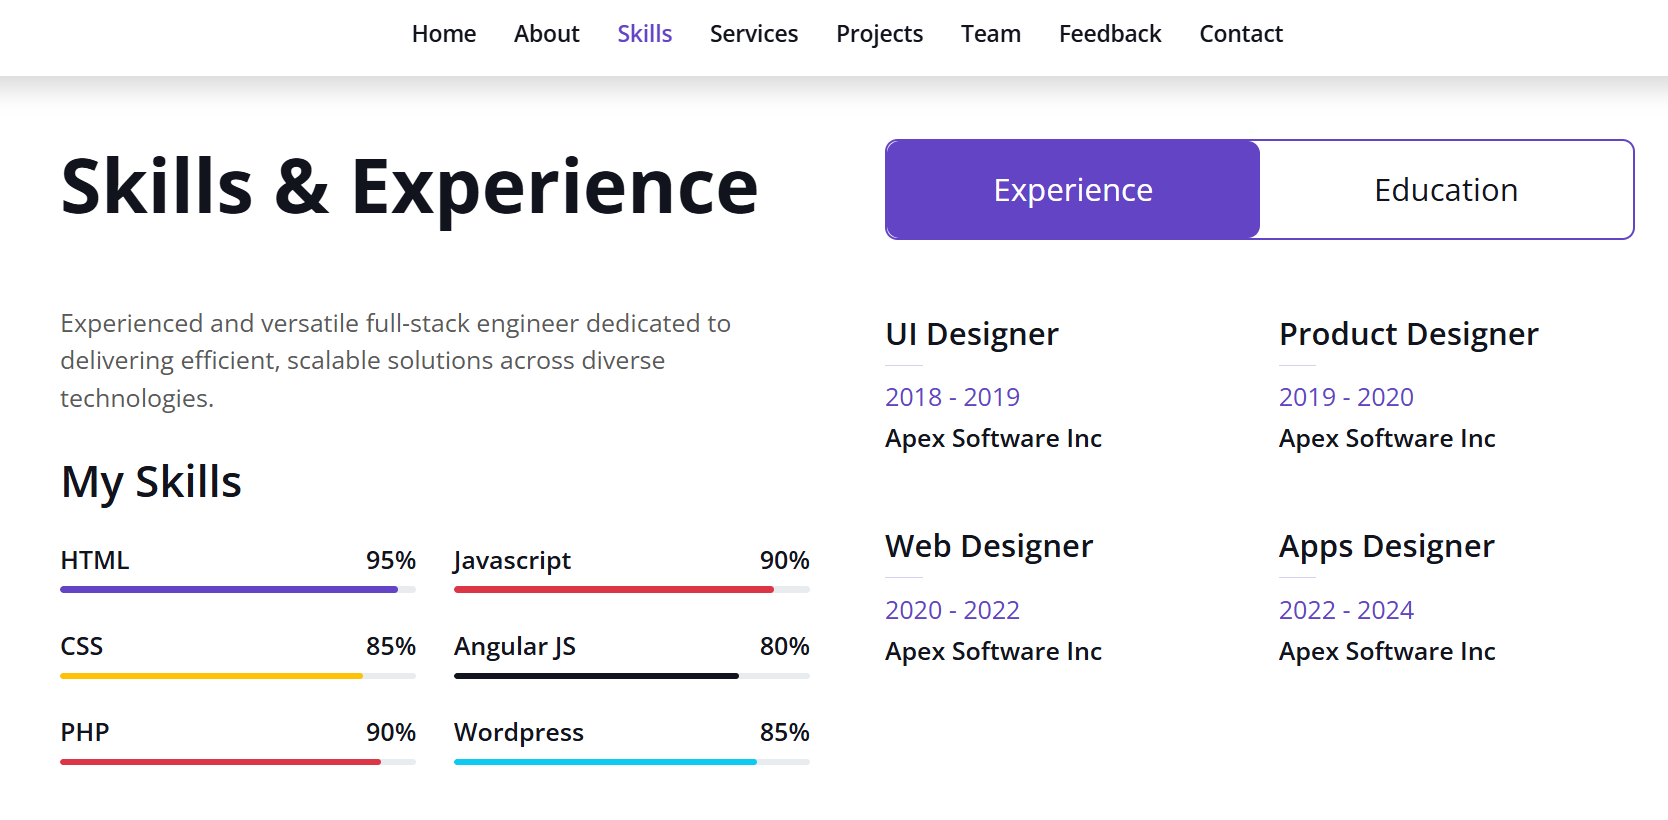 Home About Skills Services Projects Team Feedback Contact
Skills & Experience
Experienced and versatile full-stack engineer dedicated to
delivering efficient, scalable solutions across diverse
technologies.
My Skills
HTML 95%
Javascript 90%
CSS 85%
Angular JS 80%
PHP 90%
Wordpress 85%
Experience Education
UI Designer
2018 - 2019
Apex Software Inc
Product Designer
2019 - 2020
Apex Software Inc
Web Designer
2020 - 2022
Apex Software Inc
Apps Designer
2022 - 2024
Apex Software Inc